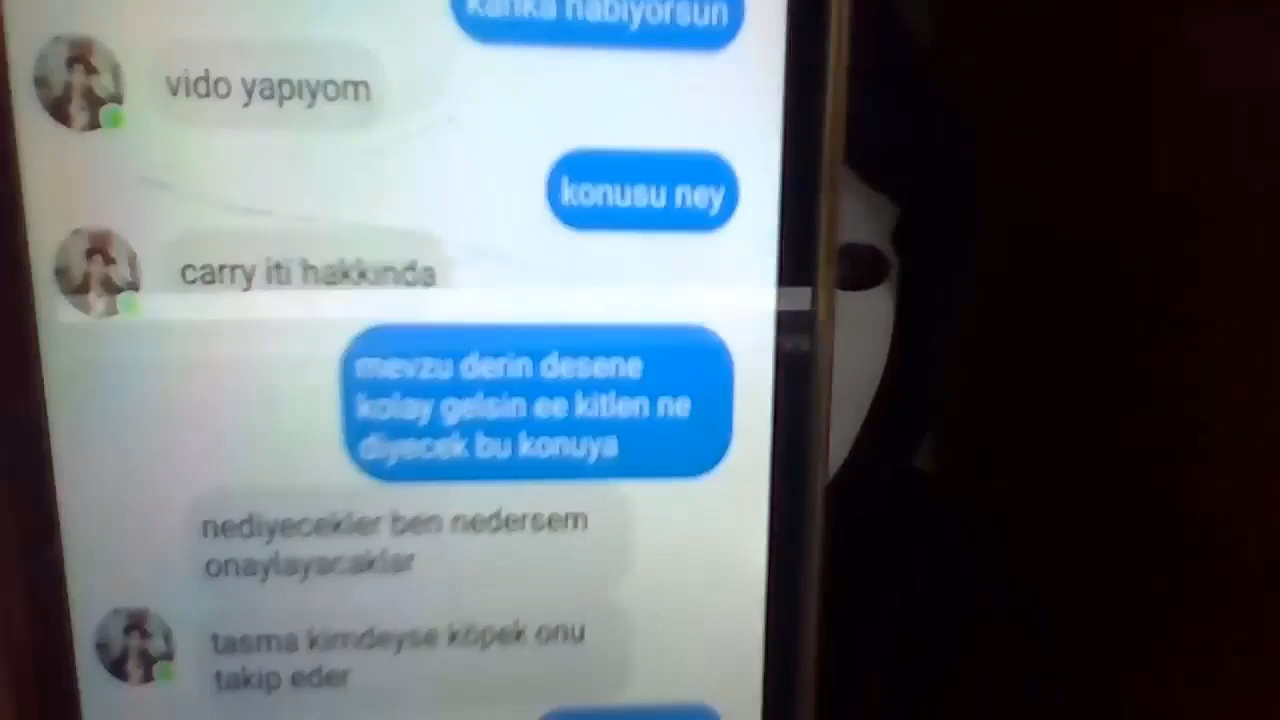 kanka nabıyorsun
vido yapıyom
konusu ney
carry iti hakkında
mevzu derin desene
kolay gelsin ee kitlen ne
diyecek bu konuya
nediyecekler ben nedersem
onaylayacaklar
tasma kimdeyse köpek onu
takip eder